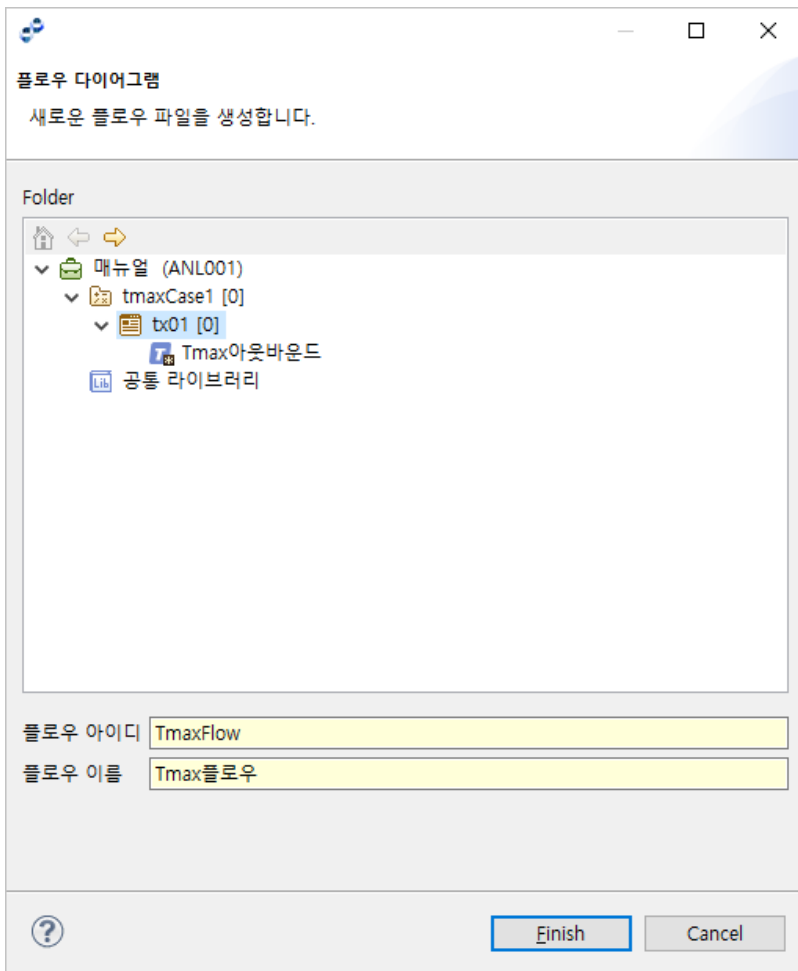 플로우 다이어그램
새로운 플로우 파일을 생성합니다.
Folder
매뉴얼 (ANL001)
tmaxCase1 [0]
tx01 [0]
T Tmax아웃바운드
Lib 공통 라이브러리
플로우 아이디 TmaxFlow
플로우 이름 Tmax플로우
? Finish Cancel